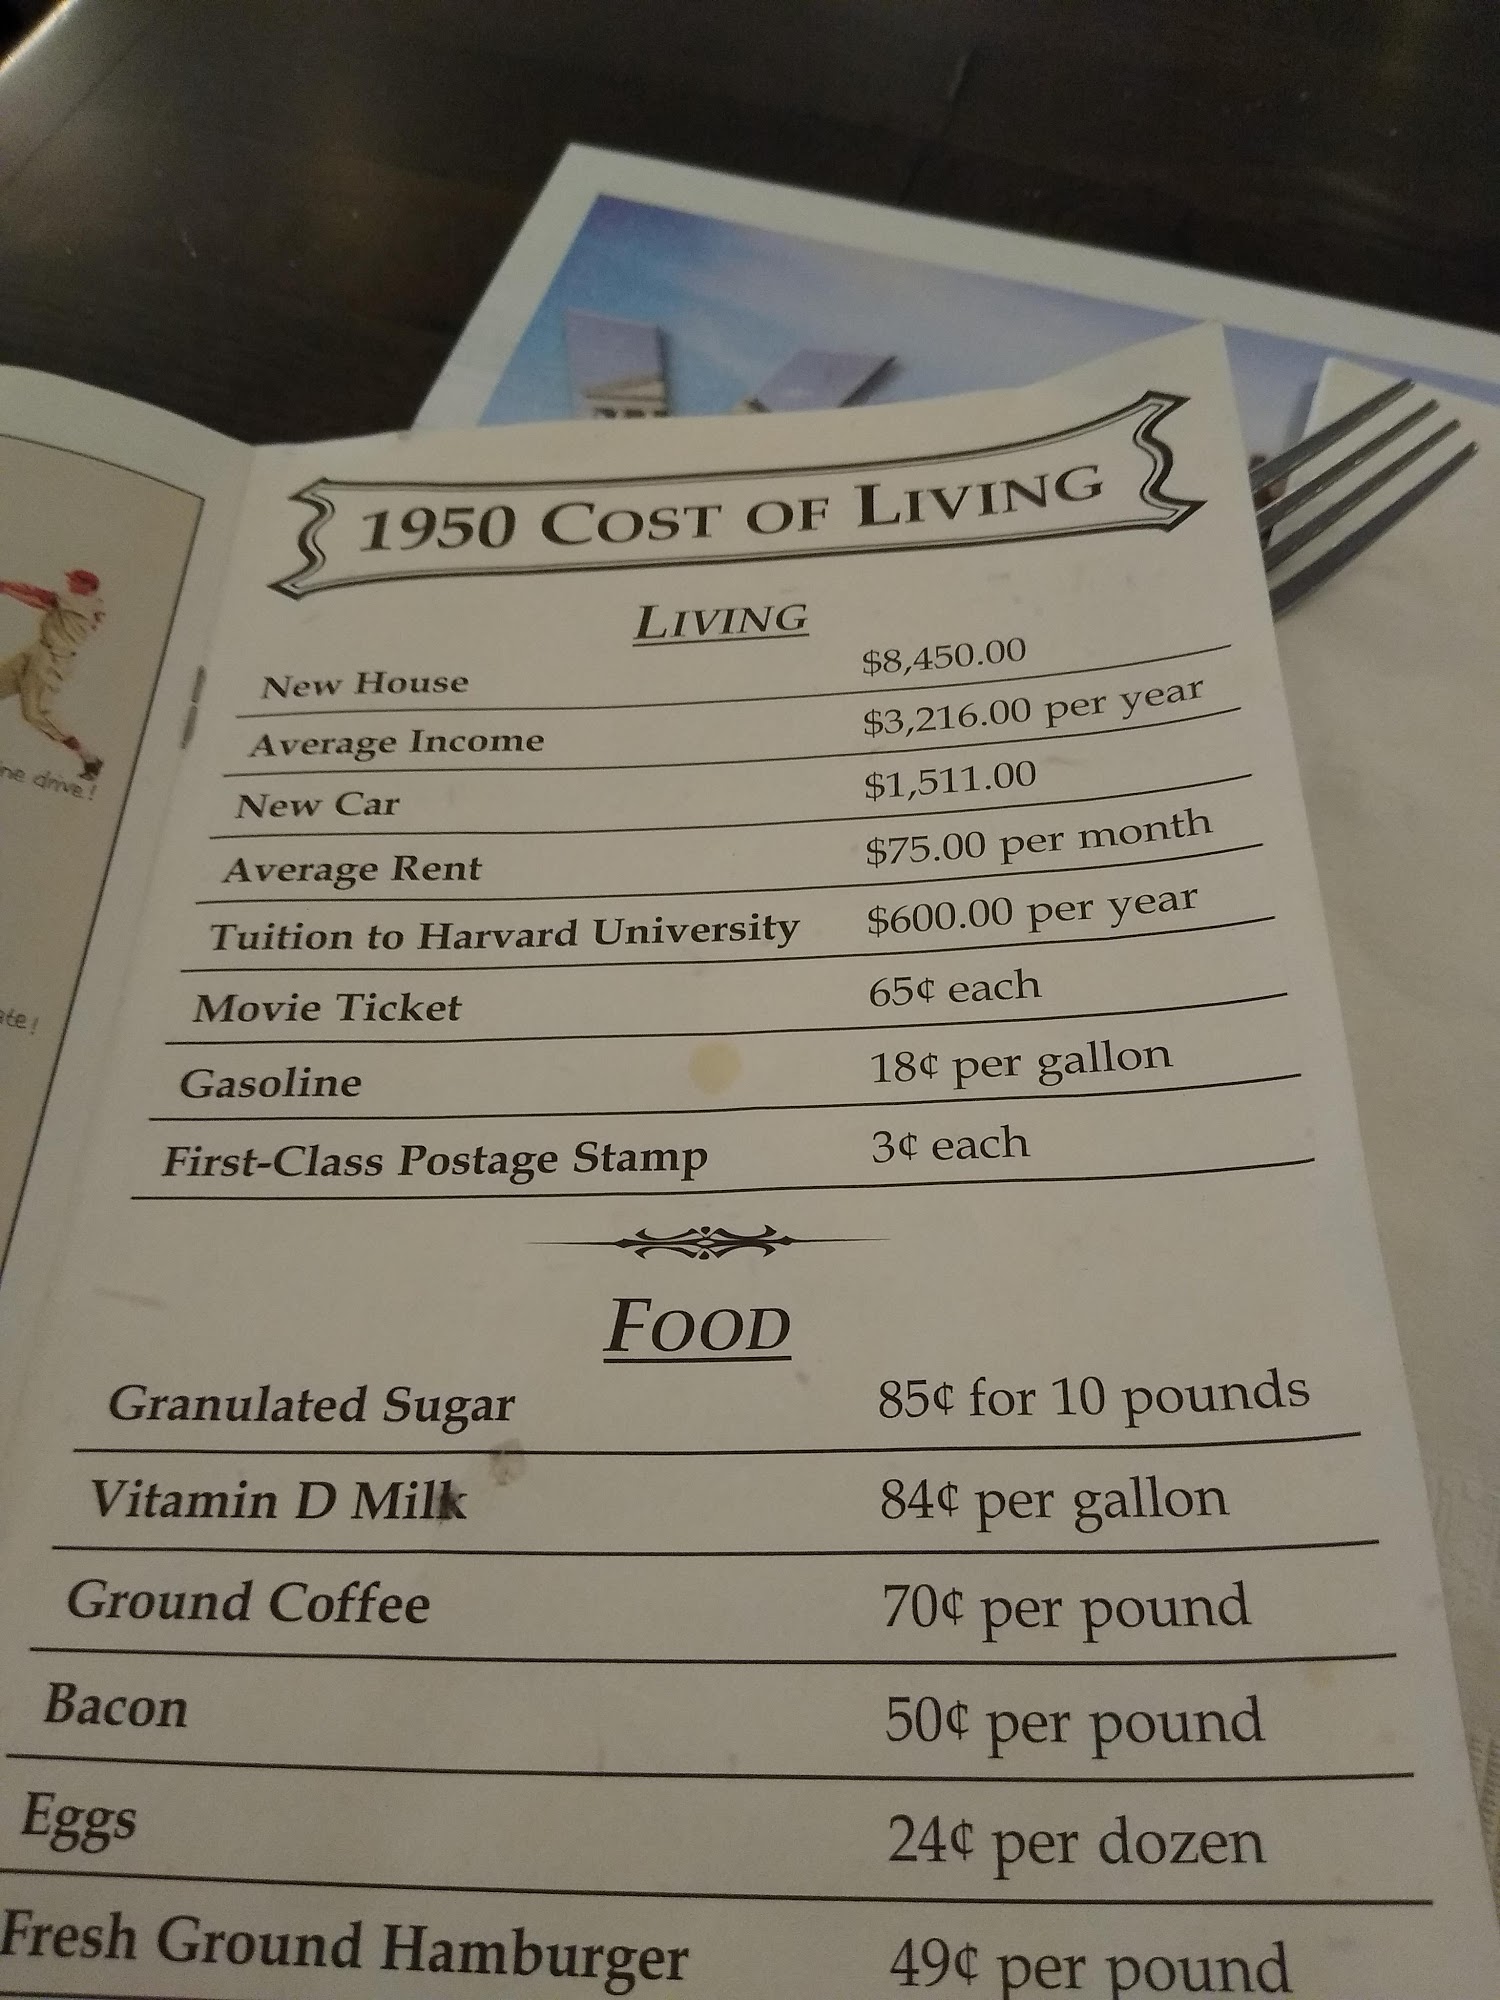 1950 COST OF LIVING
LIVING
New House $8,450.00
Average Income $3,216.00 per year
New Car $1,511.00
Average Rent $75.00 per month
Tuition to Harvard University $600.00 per year
Movie Ticket 65¢ each
Gasoline 18¢ per gallon
First-Class Postage Stamp 3¢ each
FOOD
Granulated Sugar 85¢ for 10 pounds
Vitamin D Milk 84¢ per gallon
Ground Coffee 70¢ per pound
Bacon 50¢ per pound
Eggs 24¢ per dozen
Fresh Ground Hamburger 49¢ per pound
drive!